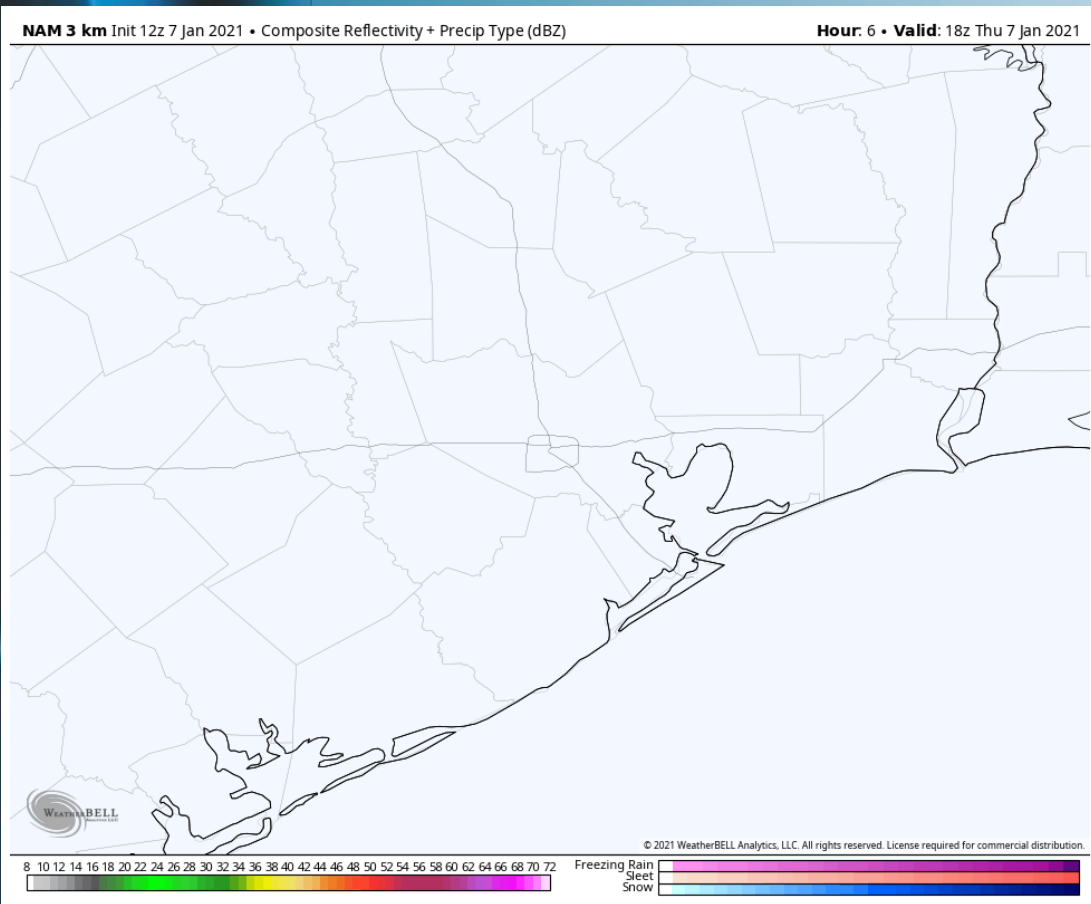 NAM 3 km Init 12z 7 Jan 2021 • Composite Reflectivity + Precip Type (dBZ)
Hour: 6 • Valid: 18z Thu 7 Jan 2021
WEATHERBELL
Analytics LLC
© 2021 WeatherBELL Analytics, LLC. All rights reserved. License required for commercial distribution.
8 10 12 14 16 18 20 22 24 26 28 30 32 34 36 38 40 42 44 46 48 50 52 54 56 58 60 62 64 66 68 70 72
Freezing Rain
Sleet
Snow